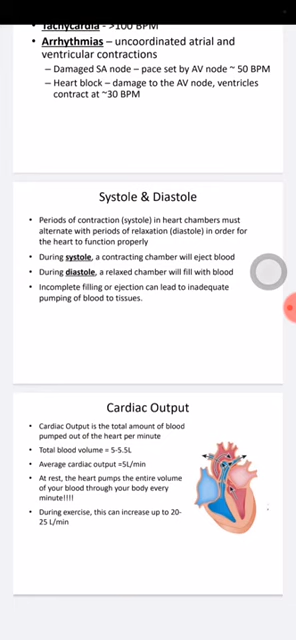 • Tachycardia - >100 BPM
• Arrhythmias – uncoordinated atrial and
ventricular contractions
– Damaged SA node – pace set by AV node ~ 50 BPM
– Heart block – damage to the AV node, ventricles
contract at ~30 BPM
Systole & Diastole
• Periods of contraction (systole) in heart chambers must
alternate with periods of relaxation (diastole) in order for
the heart to function properly
• During systole, a contracting chamber will eject blood
• During diastole, a relaxed chamber will fill with blood
• Incomplete filling or ejection can lead to inadequate
pumping of blood to tissues.
Cardiac Output
• Cardiac Output is the total amount of blood
pumped out of the heart per minute
• Total blood volume = 5-5.5L
• Average cardiac output =5L/min
• At rest, the heart pumps the entire volume
of your blood through your body every
minute!!!!
• During exercise, this can increase up to 20-
25 L/min